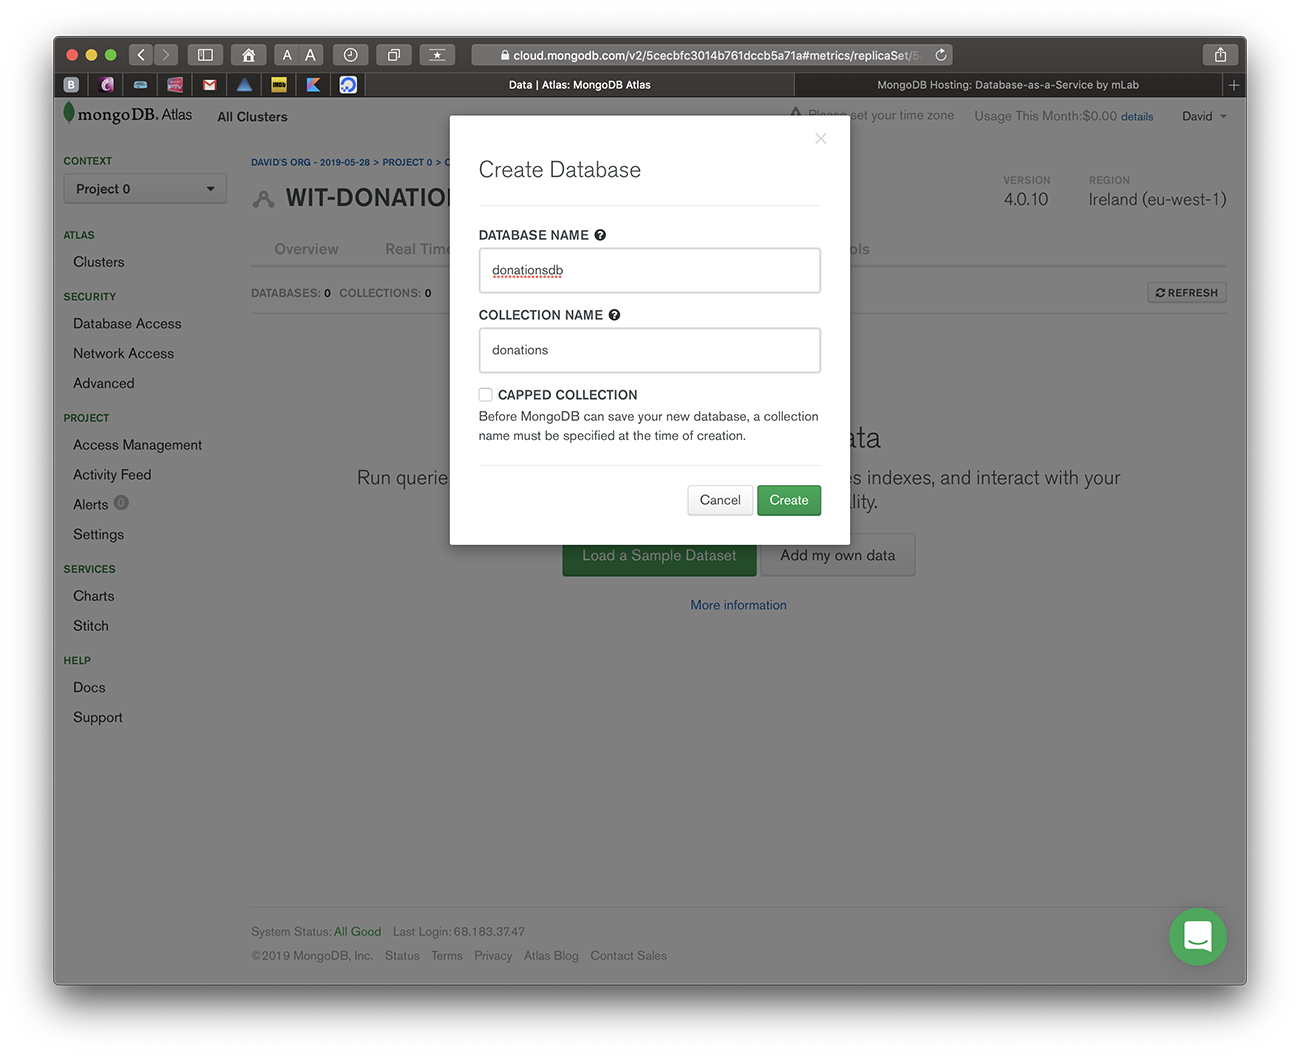 A A
cloud.mongodb.com/v2/5cecbfc3014b761dccb5a71a#metrics/replicaSet/5
B
IMDb
Data | Atlas: MongoDB Atlas
MongoDB Hosting: Database-as-a-Service by mLab
mongoDB. Atlas
All Clusters
Please set your time zone
Usage This Month:$0.00 details
David
CONTEXT
Project 0
ATLAS
Clusters
SECURITY
Database Access
Network Access
Advanced
PROJECT
Access Management
Activity Feed
Alerts 0
Settings
SERVICES
Charts
Stitch
HELP
Docs
Support
DAVID'S ORG - 2019-05-28 > PROJECT 0 > C
WIT-DONATIO
VERSION
4.0.10
REGION
Ireland (eu-west-1)
Overview
Real Time
ols
DATABASES: 0 COLLECTIONS: 0
REFRESH
Create Database
DATABASE NAME ?
donationsdb
COLLECTION NAME ?
donations
CAPPED COLLECTION
Before MongoDB can save your new database, a collection
name must be specified at the time of creation.
Cancel
Create
ata
Run querie
s indexes, and interact with your
lity.
Load a Sample Dataset
Add my own data
More information
System Status: All Good Last Login: 68.183.37.47
©2019 MongoDB, Inc. Status Terms Privacy Atlas Blog Contact Sales